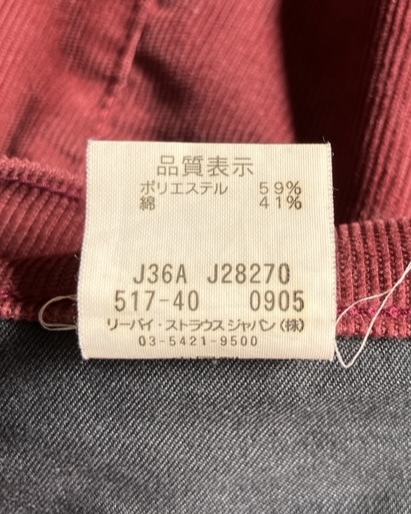 品質表示
ポリエステル 59%
綿 41%
J36A J28270
517-40 0905
リーバイ・ストラウス ジャパン(株)
03-5421-9500